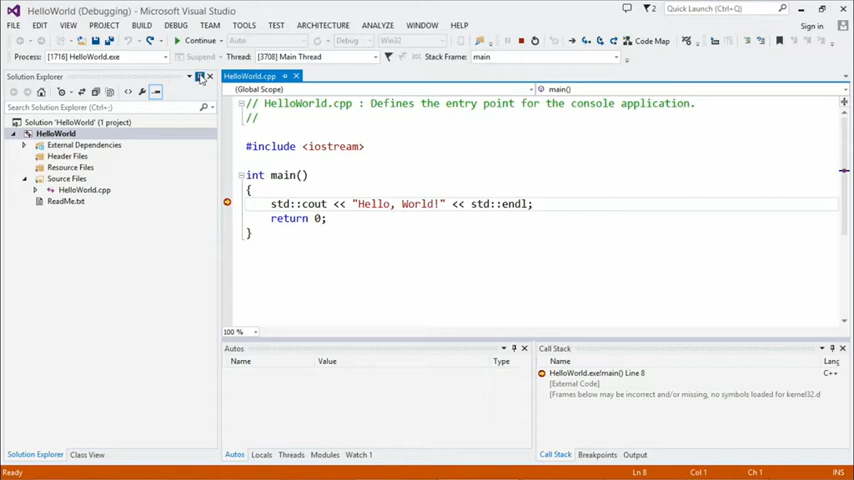 HelloWorld (Debugging) - Microsoft Visual Studio
2
Quick Launch (Ctrl+Q)
FILE EDIT VIEW PROJECT BUILD DEBUG TEAM TOOLS TEST ARCHITECTURE ANALYZE WINDOW HELP
Sign in
Continue Auto Debug Win32 Code Map
Process: [1716] HelloWorld.exe Suspend Thread: [3708] Main Thread Stack Frame: main
Solution Explorer
Search Solution Explorer (Ctrl+;)
Solution 'HelloWorld' (1 project)
HelloWorld
External Dependencies
Header Files
Resource Files
Source Files
HelloWorld.cpp
ReadMe.txt
Solution Explorer Class View
HelloWorld.cpp
(Global Scope) main()
// HelloWorld.cpp : Defines the entry point for the console application.
//
#include <iostream>
int main()
{
std::cout << "Hello, World!" << std::endl;
return 0;
}
100 %
Autos
Name Value Type
Autos Locals Threads Modules Watch 1
Call Stack
Name Lang
HelloWorld.exe!main() Line 8 C++
[External Code]
[Frames below may be incorrect and/or missing, no symbols loaded for kernel32.d
Call Stack Breakpoints Output
Ready Ln 8 Col 1 Ch 1